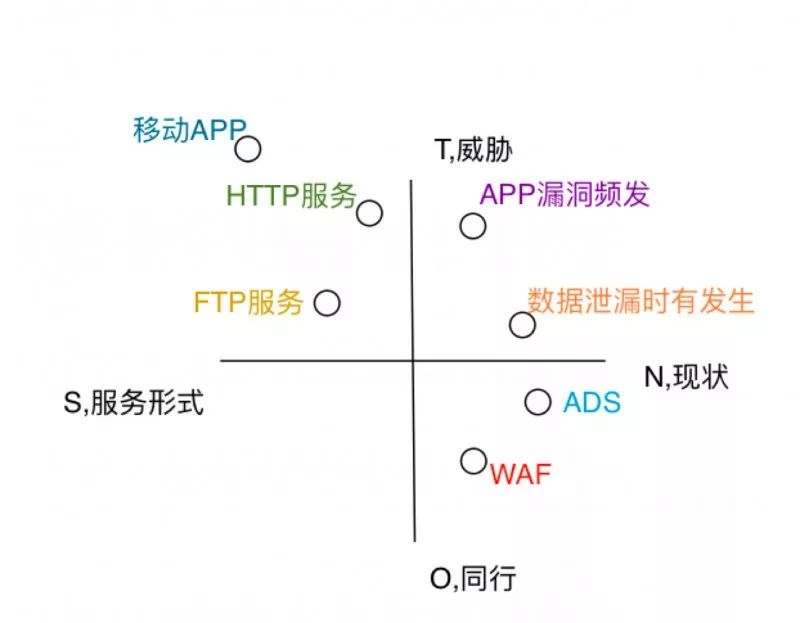 移动APP
T,威胁
HTTP服务
APP漏洞频发
FTP服务
数据泄漏时有发生
N,现状
S,服务形式
ADS
WAF
O,同行